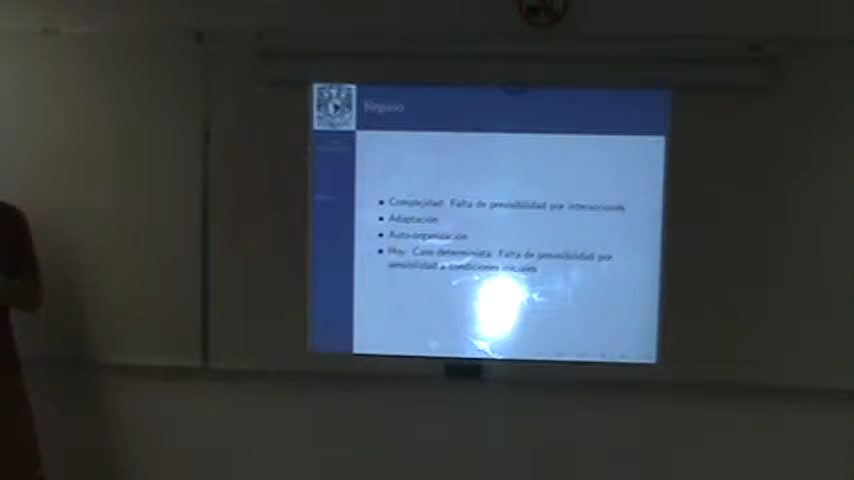 Repaso
Complejidad: Falta de previsibilidad por interacciones
Adaptación
Auto-organización
Hoy: Caos determinista: Falta de previsibilidad por
sensibilidad a condiciones iniciales